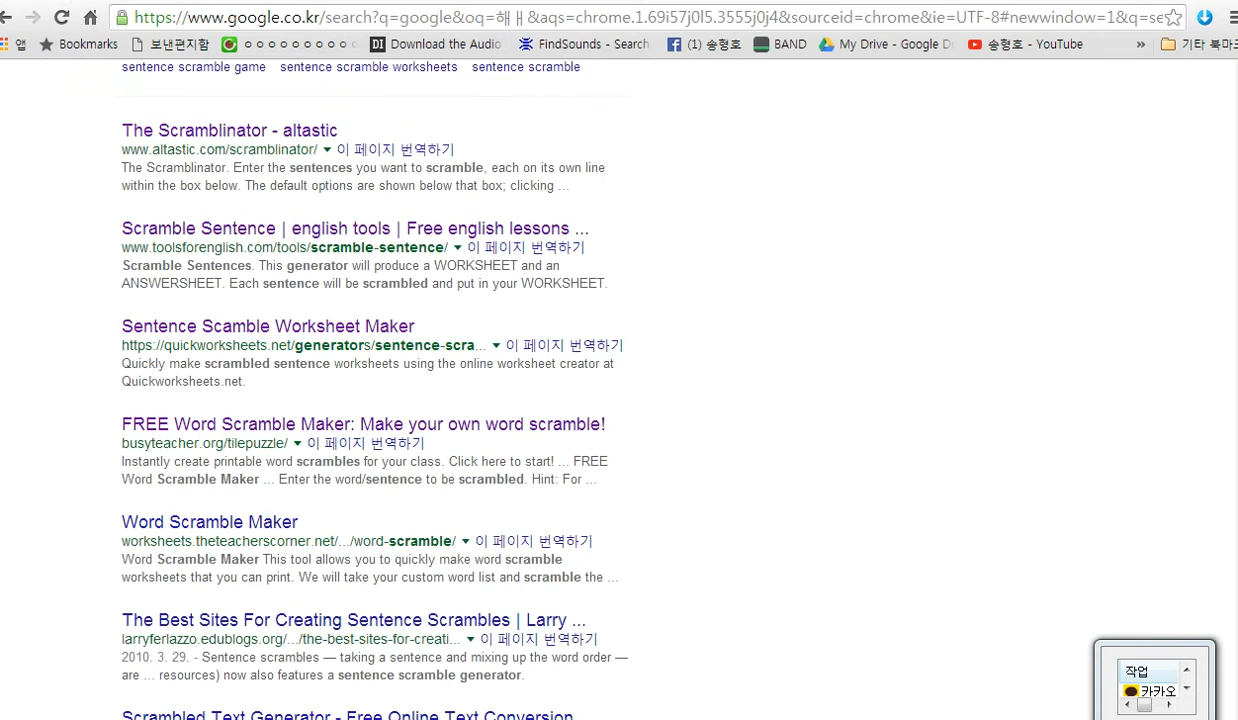 https://www.google.co.kr/search?q=google&oq=해ㅐ&aqs=chrome.1.69i57j0l5.3555j0j4&sourceid=chrome&ie=UTF-8#newwindow=1&q=se
앱 Bookmarks 보낸편지함 ㅇㅇㅇㅇㅇㅇㅇㅇㅇ DI Download the Audio FindSounds - Search (1) 송형호 BAND My Drive - Google D 송형호 - YouTube » 기타 북마크
sentence scramble game sentence scramble worksheets sentence scramble
The Scramblinator - altastic
www.altastic.com/scramblinator/ ▼ 이 페이지 번역하기
The Scramblinator. Enter the sentences you want to scramble, each on its own line
within the box below. The default options are shown below that box; clicking ...
Scramble Sentence | english tools | Free english lessons ...
www.toolsforenglish.com/tools/scramble-sentence/ ▼ 이 페이지 번역하기
Scramble Sentences. This generator will produce a WORKSHEET and an
ANSWERSHEET. Each sentence will be scrambled and put in your WORKSHEET.
Sentence Scamble Worksheet Maker
https://quickworksheets.net/generators/sentence-scra... ▼ 이 페이지 번역하기
Quickly make scrambled sentence worksheets using the online worksheet creator at
Quickworksheets.net.
FREE Word Scramble Maker: Make your own word scramble!
busyteacher.org/tilepuzzle/ ▼ 이 페이지 번역하기
Instantly create printable word scrambles for your class. Click here to start! ... FREE
Word Scramble Maker ... Enter the word/sentence to be scrambled. Hint: For ...
Word Scramble Maker
worksheets.theteacherscorner.net/.../word-scramble/ ▼ 이 페이지 번역하기
Word Scramble Maker This tool allows you to quickly make word scramble
worksheets that you can print. We will take your custom word list and scramble the ...
The Best Sites For Creating Sentence Scrambles | Larry ...
larryferlazzo.edublogs.org/.../the-best-sites-for-creati... ▼ 이 페이지 번역하기
2010. 3. 29. - Sentence scrambles — taking a sentence and mixing up the word order —
are ... resources) now also features a sentence scramble generator.
Scrambled Text Generator - Free Online Text Conversion
작업
카카오